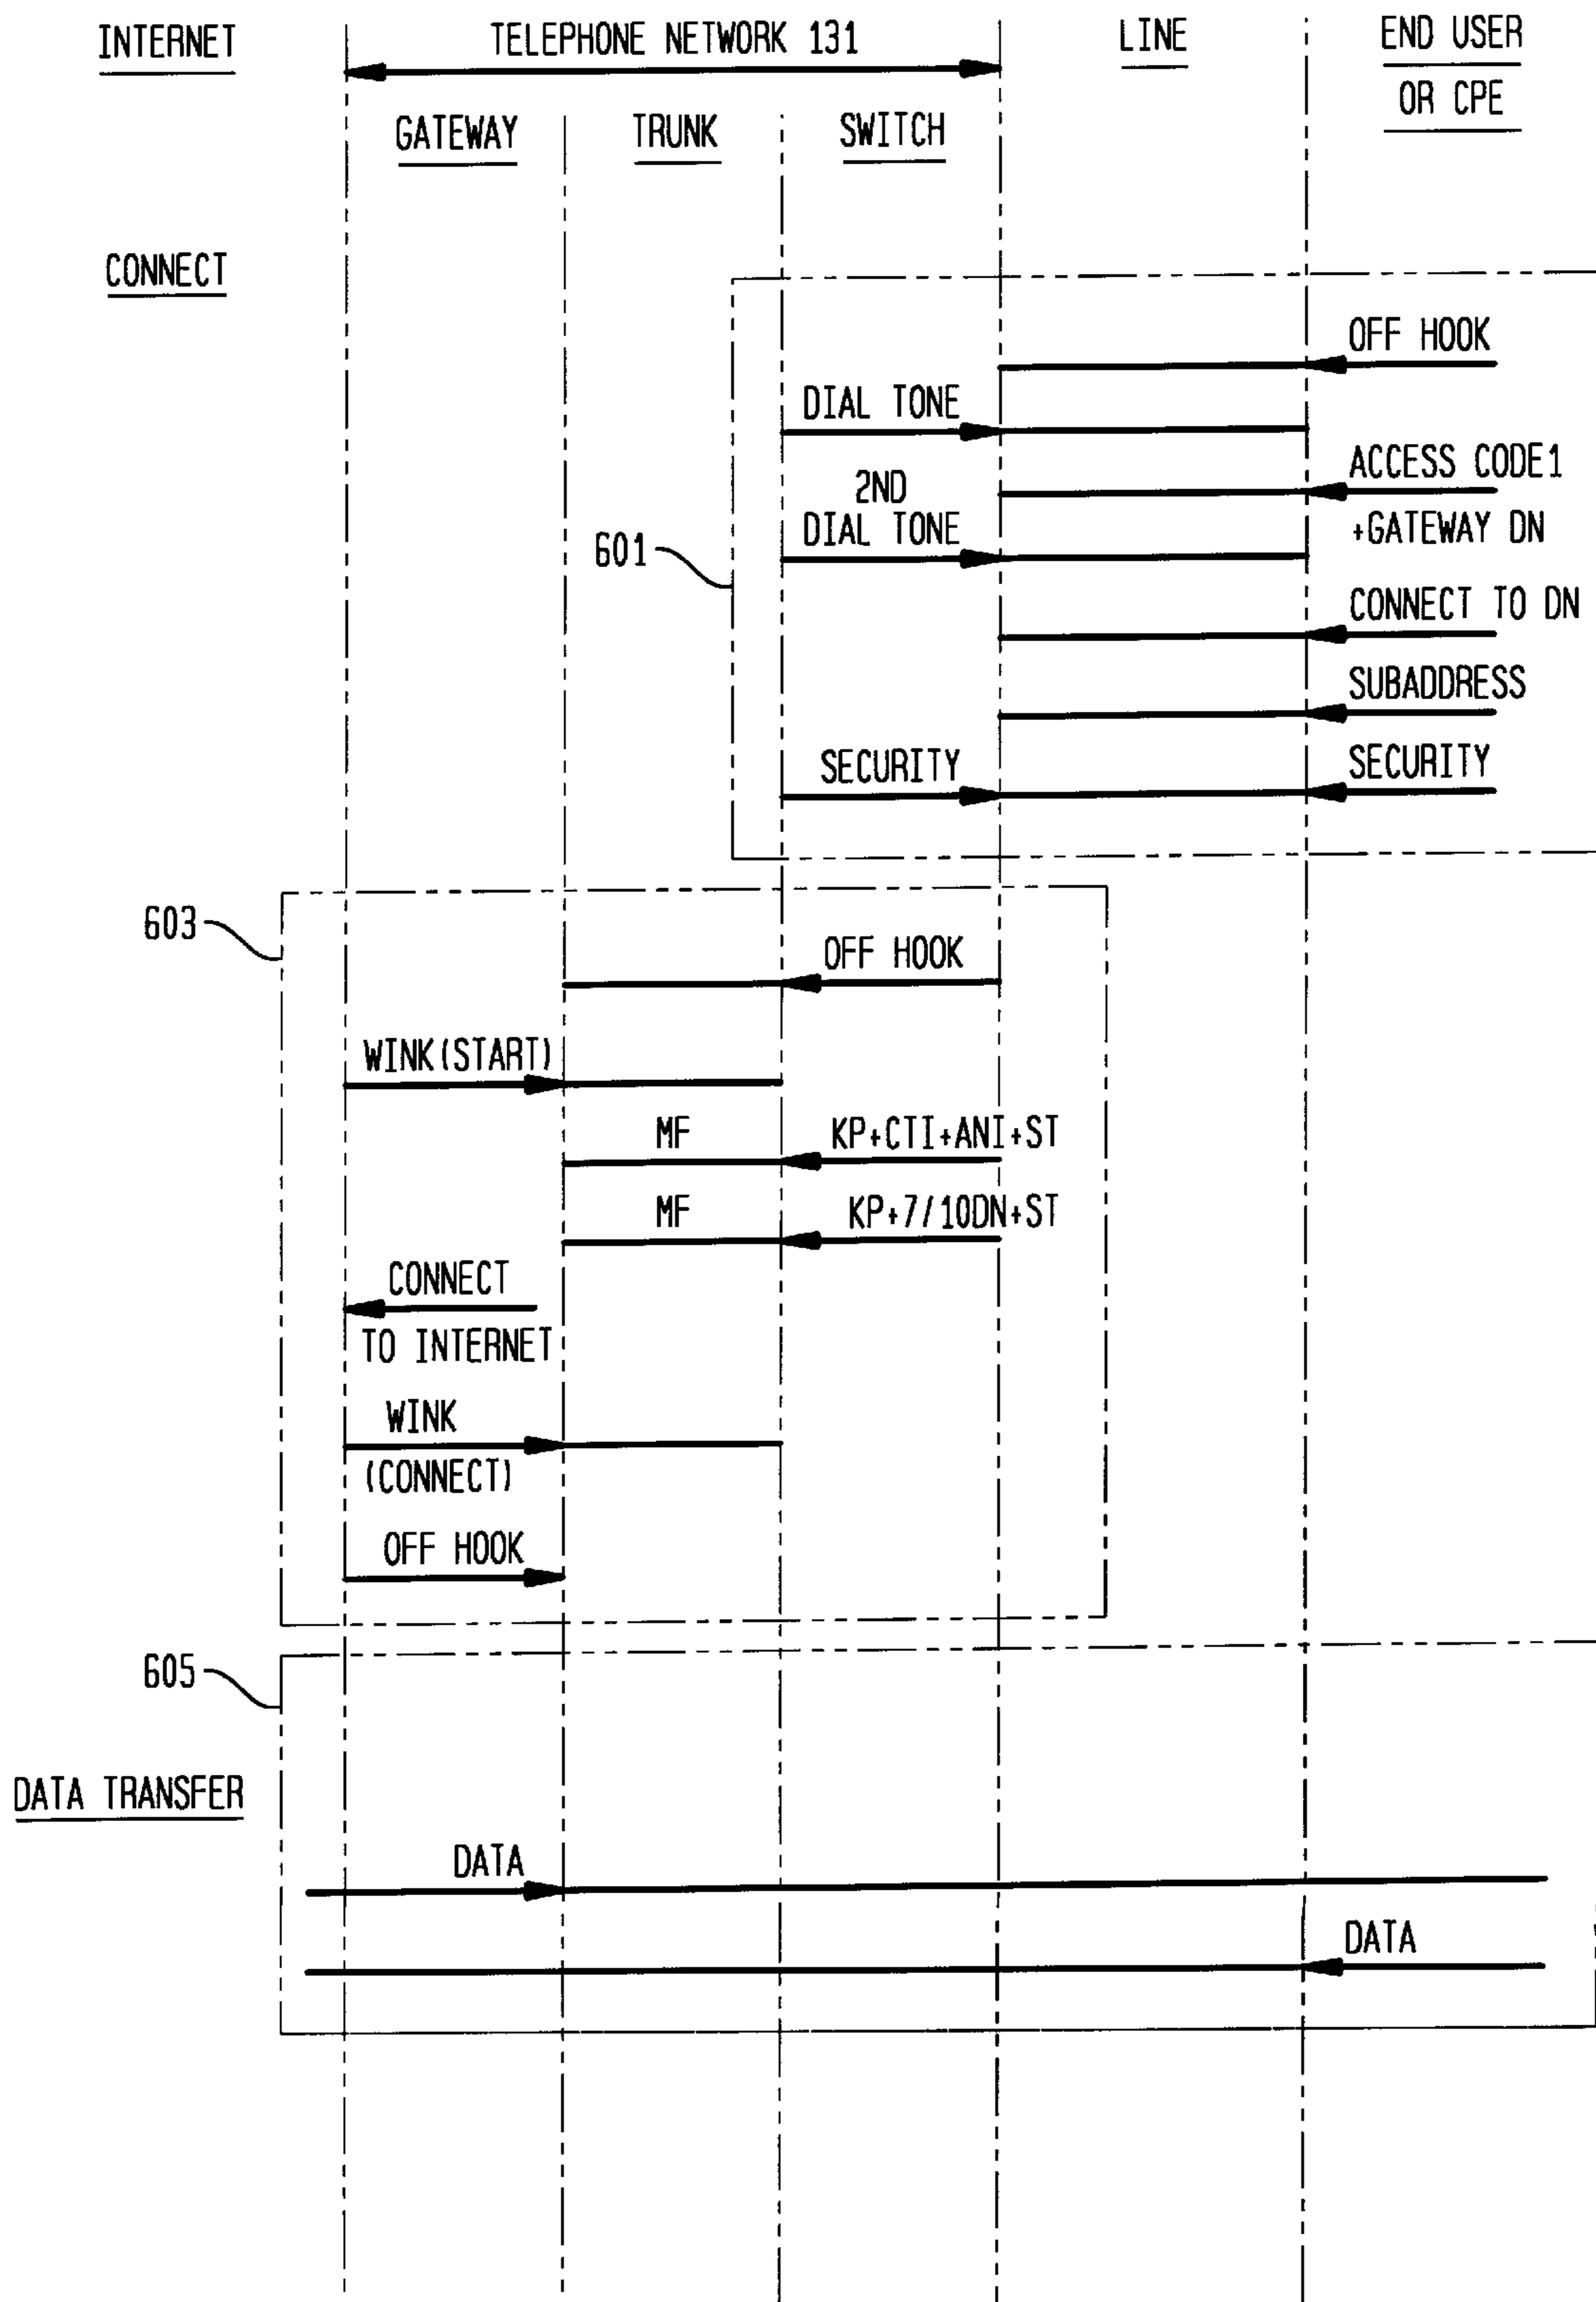 INTERNET
TELEPHONE NETWORK 131
LINE
END USER
OR CPE
GATEWAY
TRUNK
SWITCH
CONNECT
OFF HOOK
DIAL TONE
ACCESS CODE1
+GATEWAY DN
2ND
DIAL TONE
601
CONNECT TO DN
SUBADDRESS
SECURITY
SECURITY
603
OFF HOOK
WINK(START)
MF
KP+CTI+ANI+ST
MF
KP+7/10DN+ST
CONNECT
TO INTERNET
WINK
(CONNECT)
OFF HOOK
605
DATA TRANSFER
DATA
DATA